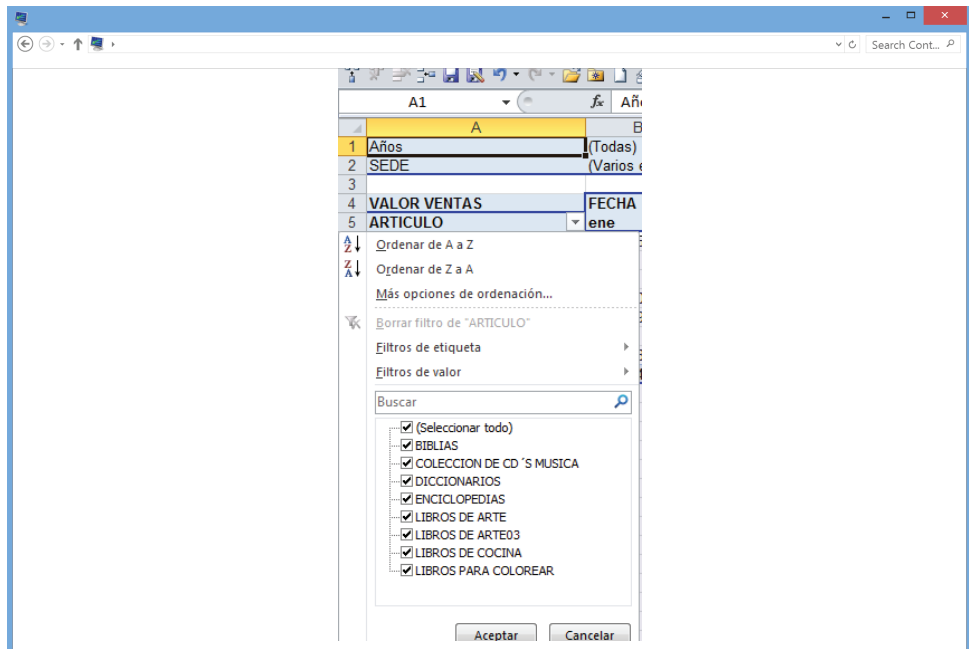 Search Cont...
A1 fx Añ
A B
1 Años (Todas)
2 SEDE (Varios e
3
4 VALOR VENTAS FECHA
5 ARTICULO ene
Ordenar de A a Z
Ordenar de Z a A
Más opciones de ordenación...
Borrar filtro de "ARTICULO"
Filtros de etiqueta
Filtros de valor
Buscar
(Seleccionar todo)
BIBLIAS
COLECCION DE CD ´S MUSICA
DICCIONARIOS
ENCICLOPEDIAS
LIBROS DE ARTE
LIBROS DE ARTE03
LIBROS DE COCINA
LIBROS PARA COLOREAR
Aceptar Cancelar